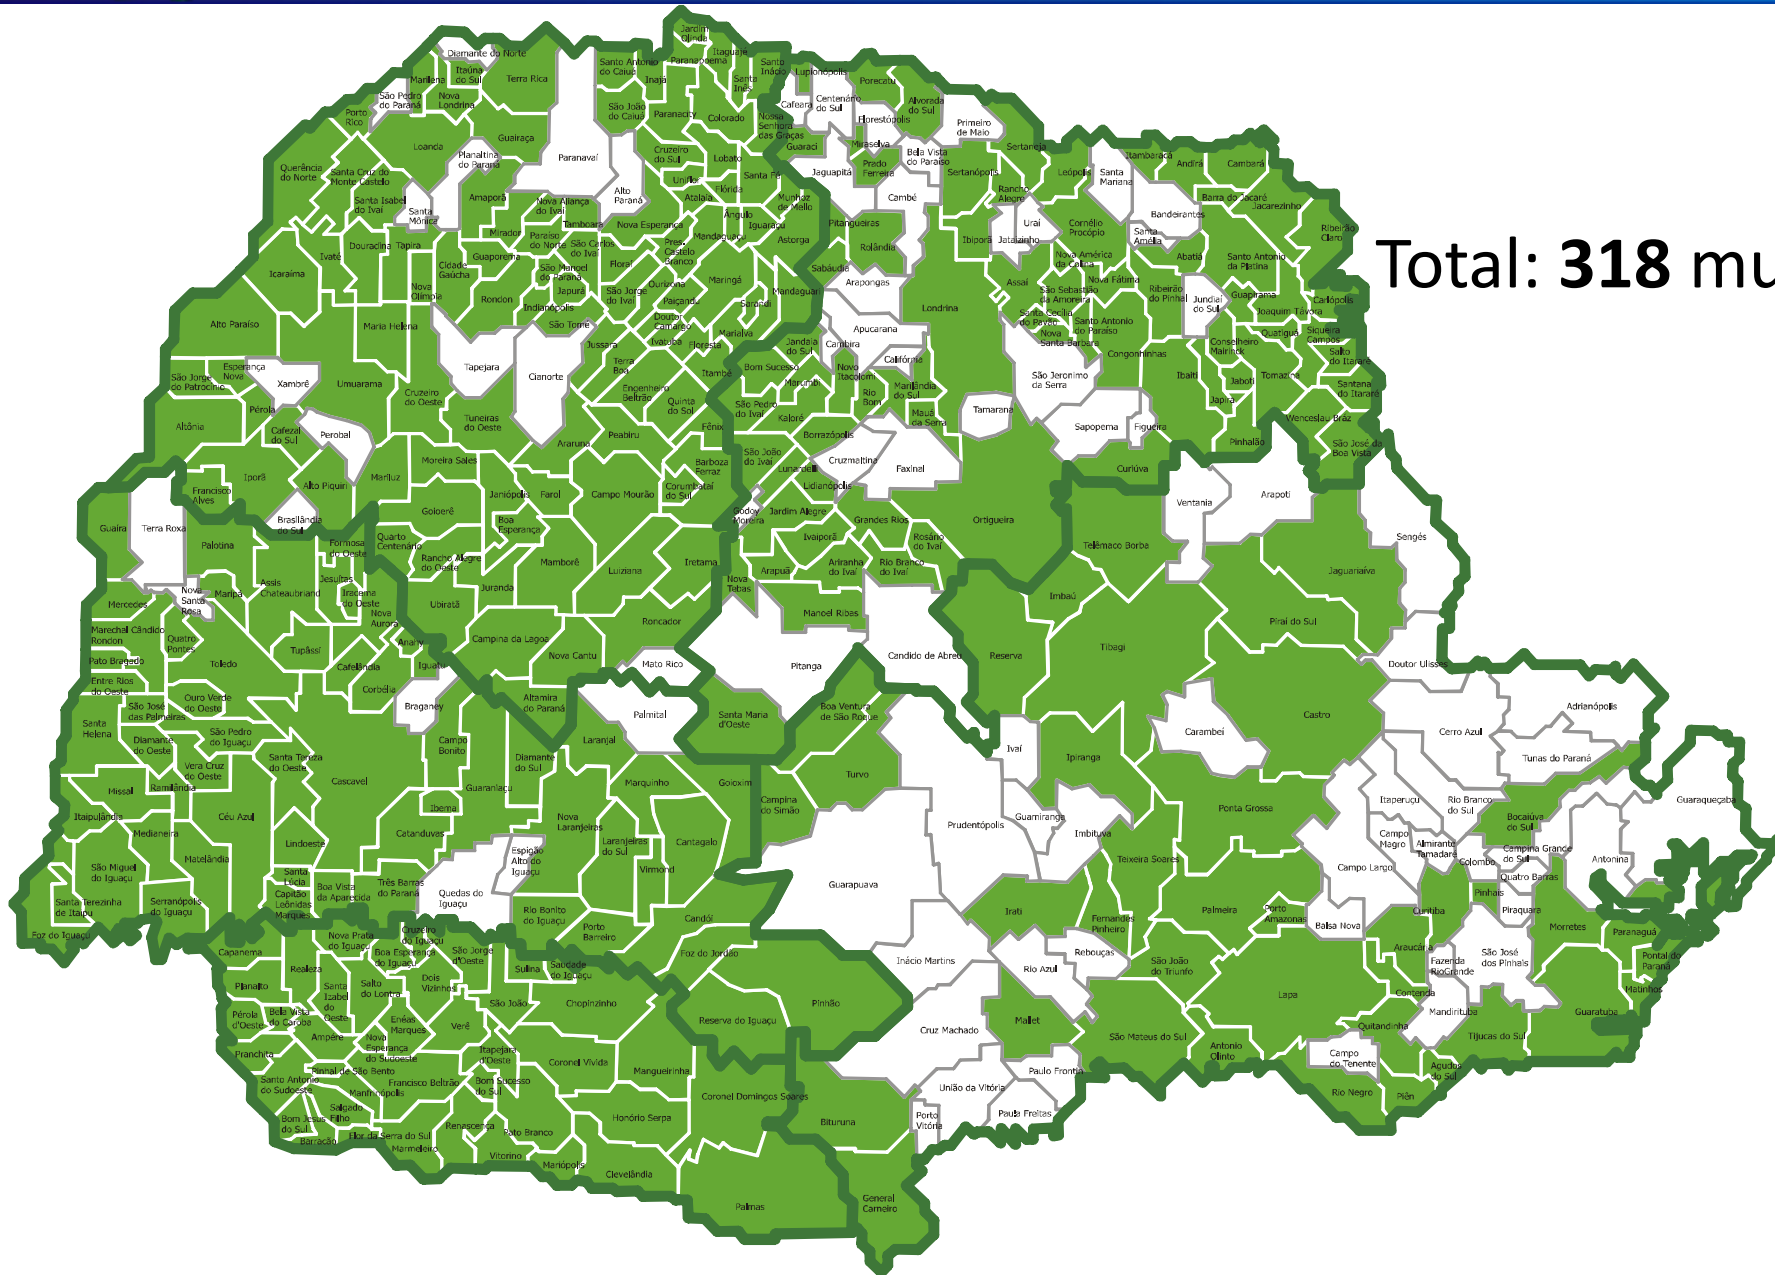 Total: 318 mu
Jardim
Olinda
Diamante do Norte
Itaúna
do Sul
Marilena
Terra Rica
Santo Antonio
do Caiuá
Inajá
Paranapoema
Itaguajé
Santa
Inês
Santo
Inácio
Lupionópolis
Porecatu
Cafeara
Centenário
do Sul
Alvorada
do Sul
Florestópolis
Primeiro
de Maio
São Pedro
do Paraná
Nova
Londrina
Porto
Rico
São João
do Caiuá
Paranacity
Colorado
Nossa
Senhora
das Graças
Guaraci
Miraselva
Bela Vista
do Paraíso
Sertaneja
Loanda
Guairaça
Planaltina
do Paraná
Paranavaí
Cruzeiro
do Sul
Lobato
Santa Fé
Jaguapitã
Prado
Ferreira
Sertanópolis
Rancho
Alegre
Leópolis
Santa
Mariana
Itambaracá
Andirá
Cambará
Querência
do Norte
Santa Cruz do
Monte Castelo
Santa Isabel
do Ivaí
Santa
Mônica
Amaporã
Alto
Paraná
Uniflor
Atalaia
Flórida
Munhoz
de Mello
Cambé
Barra do Jacaré
Jacarezinho
Bandeirantes
Nova Aliança
do Ivaí
Tamboara
Nova Esperança
Ângulo
Iguaraçu
Mandaguaçu
Astorga
Pitangueiras
Rolândia
Ibiporã
Uraí
Jataizinho
Cornélio
Procópio
Santa
Amélia
Ribeirão
Claro
Mirador
Paraíso
do Norte
São Carlos
do Ivaí
Pres.
Castelo
Branco
Douradina
Tapira
Ivaté
Icaraíma
Cidade
Gaúcha
Guaporema
São Manoel
do Paraná
Floraí
Ourizona
Maringá
Sabáudia
Arapongas
Londrina
Assaí
Nova América
da Colina
Nova Fátima
Abatiá
Santo Antonio
da Platina
Nova
Olímpia
Rondon
Japurá
Indianópolis
São Jorge
do Ivaí
Paiçandu
Sarandi
Mandaguari
São Sebastião
da Amoreira
Ribeirão
do Pinhal
Jundiaí
do Sul
Guapirama
Carlópolis
Joaquim Távora
Alto Paraíso
Maria Helena
São Tomé
Jussara
Doutor
Camargo
Ivatuba
Floresta
Marialva
Jandaia
do Sul
Cambira
Apucarana
Santa Cecília
do Pavão
Nova
Santa Barbara
Santo Antonio
do Paraíso
Congonhinhas
Conselheiro
Mairinck
Quatiguá
Siqueira
Campos
Salto
do Itararé
Esperança
Nova
Xambrê
Umuarama
Tapejara
Cianorte
Terra
Boa
Itambé
Bom Sucesso
Marumbi
Novo
Itacolomi
Califórnia
Marilândia
do Sul
São Jeronimo
da Serra
Ibaiti
Jaboti
Tomazina
Santana
do Itararé
São Jorge
do Patrocínio
Pérola
Cruzeiro
do Oeste
Engenheiro
Beltrão
Quinta
do Sol
São Pedro
do Ivaí
Kaloré
Rio
Bom
Mauá
da Serra
Tamarana
Sapopema
Figueira
Japira
Wenceslau Bráz
Altônia
Cafezal
do Sul
Perobal
Tuneiras
do Oeste
Araruna
Peabiru
Fênix
Borrazópolis
Pinhalão
São José da
Boa Vista
Iporã
Francisco
Alves
Alto Piquiri
Mariluz
Moreira Sales
Janiópolis
Farol
Campo Mourão
Barboza
Ferraz
Corumbataí
do Sul
São João
do Ivaí
Lunardelli
Cruzmaltina
Faxinal
Curiúva
Lidianópolis
Ventania
Arapoti
Guaíra
Terra Roxa
Brasilândia
do Sul
Goioerê
Boa
Esperança
Godoy
Moreira
Jardim Alegre
Grandes Rios
Ortigueira
Sengés
Palotina
Formosa
do Oeste
Quarto
Centenário
Rancho Alegre
do Oeste
Mamborê
Luiziana
Iretama
Ivaiporã
Rosário
do Ivaí
Telêmaco Borba
Jaguariaíva
Assis
Chateaubriand
Jesuítas
Iracema
do Oeste
Juranda
Nova
Tebas
Arapuã
Ariranha
do Ivaí
Rio Branco
do Ivaí
Imbaú
Mercedes
Nova
Santa
Rosa
Maripá
Nova
Aurora
Ubiratã
Roncador
Manoel Ribas
Piraí do Sul
Marechal Cândido
Rondon
Quatro
Pontes
Tupãssi
Cafelândia
Anahy
Iguatu
Campina da Lagoa
Nova Cantu
Mato Rico
Pitanga
Candido de Abreu
Reserva
Tibagi
Doutor Ulisses
Pato Bragado
Toledo
Entre Rios
do Oeste
Ouro Verde
do Oeste
Corbélia
Braganey
Altamira
do Paraná
Palmital
Santa Maria
d'Oeste
Boa Ventura
de São Roque
Castro
Adrianópolis
São José
das Palmeiras
Santa
Helena
São Pedro
do Iguaçu
Diamante
do Oeste
Vera Cruz
do Oeste
Santa Tereza
do Oeste
Campo
Bonito
Diamante
do Sul
Laranjal
Ivaí
Ipiranga
Carambeí
Cerro Azul
Tunas do Paraná
Missal
Ramilândia
Cascavel
Guaraniaçu
Marquinho
Goioxim
Turvo
Itaipulândia
Céu Azul
Ibema
Campina
do Simão
Guamiranga
Ponta Grossa
Itaperuçu
Rio Branco
do Sul
Guaraqueçaba
Medianeira
Lindoeste
Catanduvas
Nova
Laranjeiras
Laranjeiras
do Sul
Cantagalo
Prudentópolis
Imbituva
Bocaiúva
do Sul
Campo
Magro
Almirante
Tamadaré
Campina Grande
do Sul
São Miguel
do Iguaçu
Matelândia
Espigão
Alto do
Iguaçu
Virmond
Teixeira Soares
Colombo
Antonina
Campo Largo
Quatro Barras
Santa
Lúcia
Capitão
Leônidas
Marques
Boa Vista
da Aparecida
Três Barras
do Paraná
Quedas do
Iguaçu
Guarapuava
Pinhais
Santa Terezinha
de Itaipu
Serranópolis
do Iguaçu
Rio Bonito
do Iguaçu
Candói
Irati
Fernandes
Pinheiro
Palmeira
Porto
Amazonas
Balsa Nova
Curitiba
Piraquara
Morretes
Foz do Iguaçu
Porto
Barreiro
Paranaguá
Capanema
Nova Prata
do Iguaçu
Cruzeiro
do Iguaçu
Boa Esperança
do Iguaçu
São Jorge
d'Oeste
Sulina
Saudade
do Iguaçu
Foz do Jordão
Inácio Martins
Rio Azul
Rebouças
São João
do Triunfo
Araucária
Fazenda
RioGrande
São José
dos Pinhais
Pontal do
Paraná
Planalto
Realeza
Santa
Izabel
do
Oeste
Salto
do Lontra
Dois
Vizinhos
São João
Chopinzinho
Pinhão
Lapa
Contenda
Matinhos
Pérola
d'Oeste
Bela Vista
do Caroba
Ampére
Enéas
Marques
Nova
Esperança
do Sudoeste
Verê
Reserva do Iguaçu
Cruz Machado
Mallet
São Mateus do Sul
Mandirituba
Guaratuba
Quitandinha
Tijucas do Sul
Pranchita
Itapejara
d'Oeste
Coronel Vivida
Mangueirinha
Antonio
Olinto
Campo
do Tenente
Agudos
do Sul
Pinhal de São Bento
Santo Antonio
do Sudoeste
Manfrinópolis
Francisco Beltrão
Bom Sucesso
do Sul
Coronel Domingos Soares
União da Vitória
Paulo Frontin
Rio Negro
Piên
Salgado
Filho
Bom Jesus
do Sul
Barracão
Flor da Serra do Sul
Marmeleiro
Renascença
Pato Branco
Honório Serpa
Bituruna
Porto
Vitória
Paula Freitas
Vitorino
Mariópolis
Clevelândia
Palmas
General
Carneiro